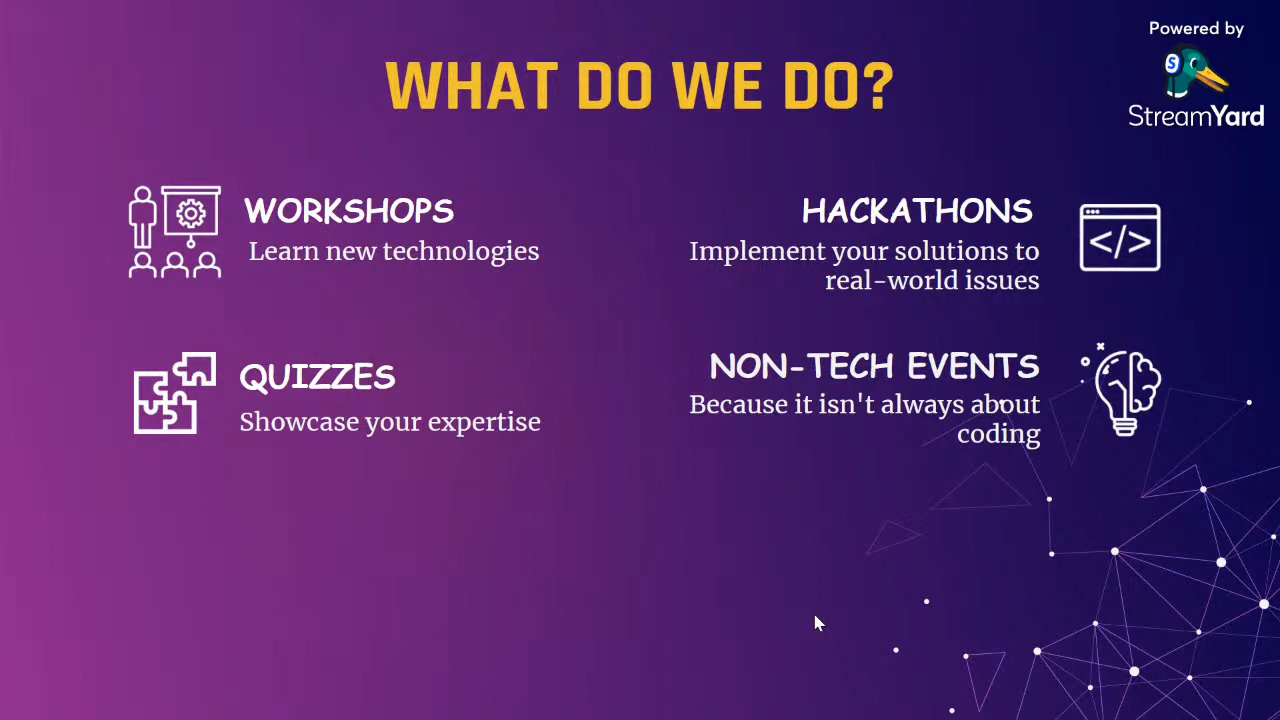 Powered by
StreamYard
WHAT DO WE DO?
WORKSHOPS
Learn new technologies
HACKATHONS
Implement your solutions to
real-world issues
</>
QUIZZES
Showcase your expertise
NON-TECH EVENTS
Because it isn't always about
coding